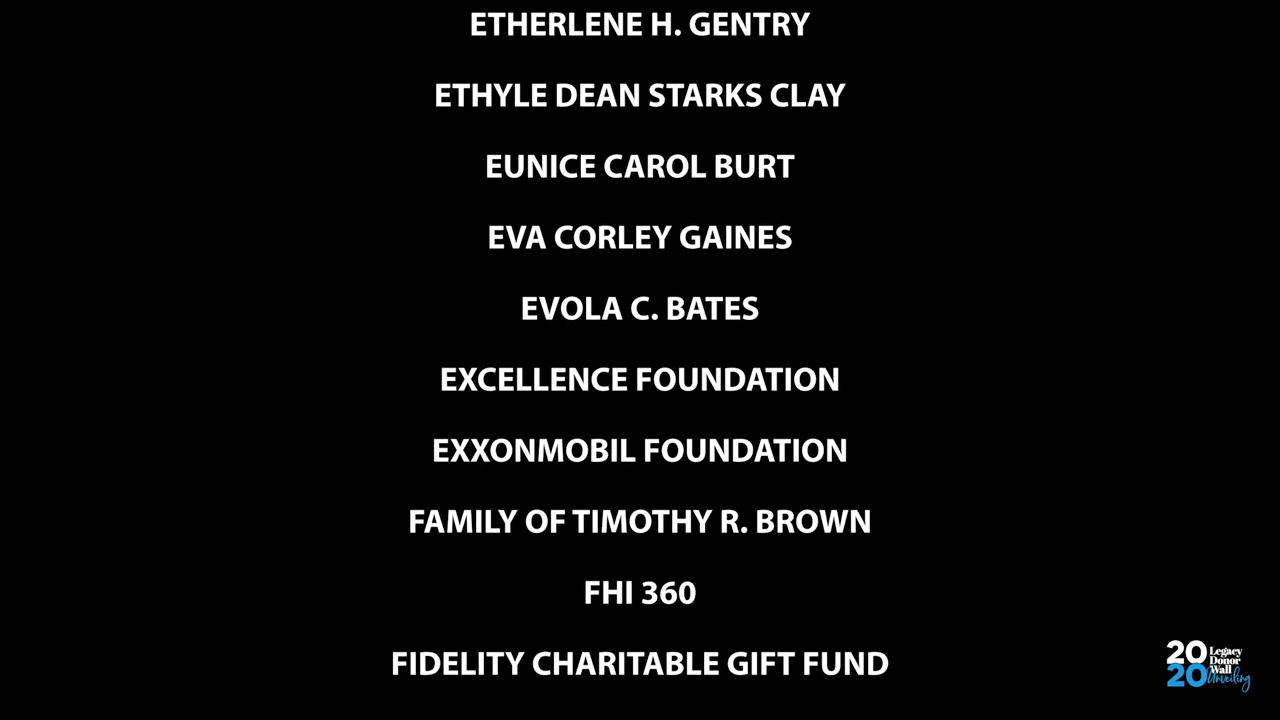 ETHERLENE H. GENTRY
ETHYLE DEAN STARKS CLAY
EUNICE CAROL BURT
EVA CORLEY GAINES
EVOLA C. BATES
EXCELLENCE FOUNDATION
EXXONMOBIL FOUNDATION
FAMILY OF TIMOTHY R. BROWN
FHI 360
FIDELITY CHARITABLE GIFT FUND
20
20
Legacy
Donor
Wall
Unveiling